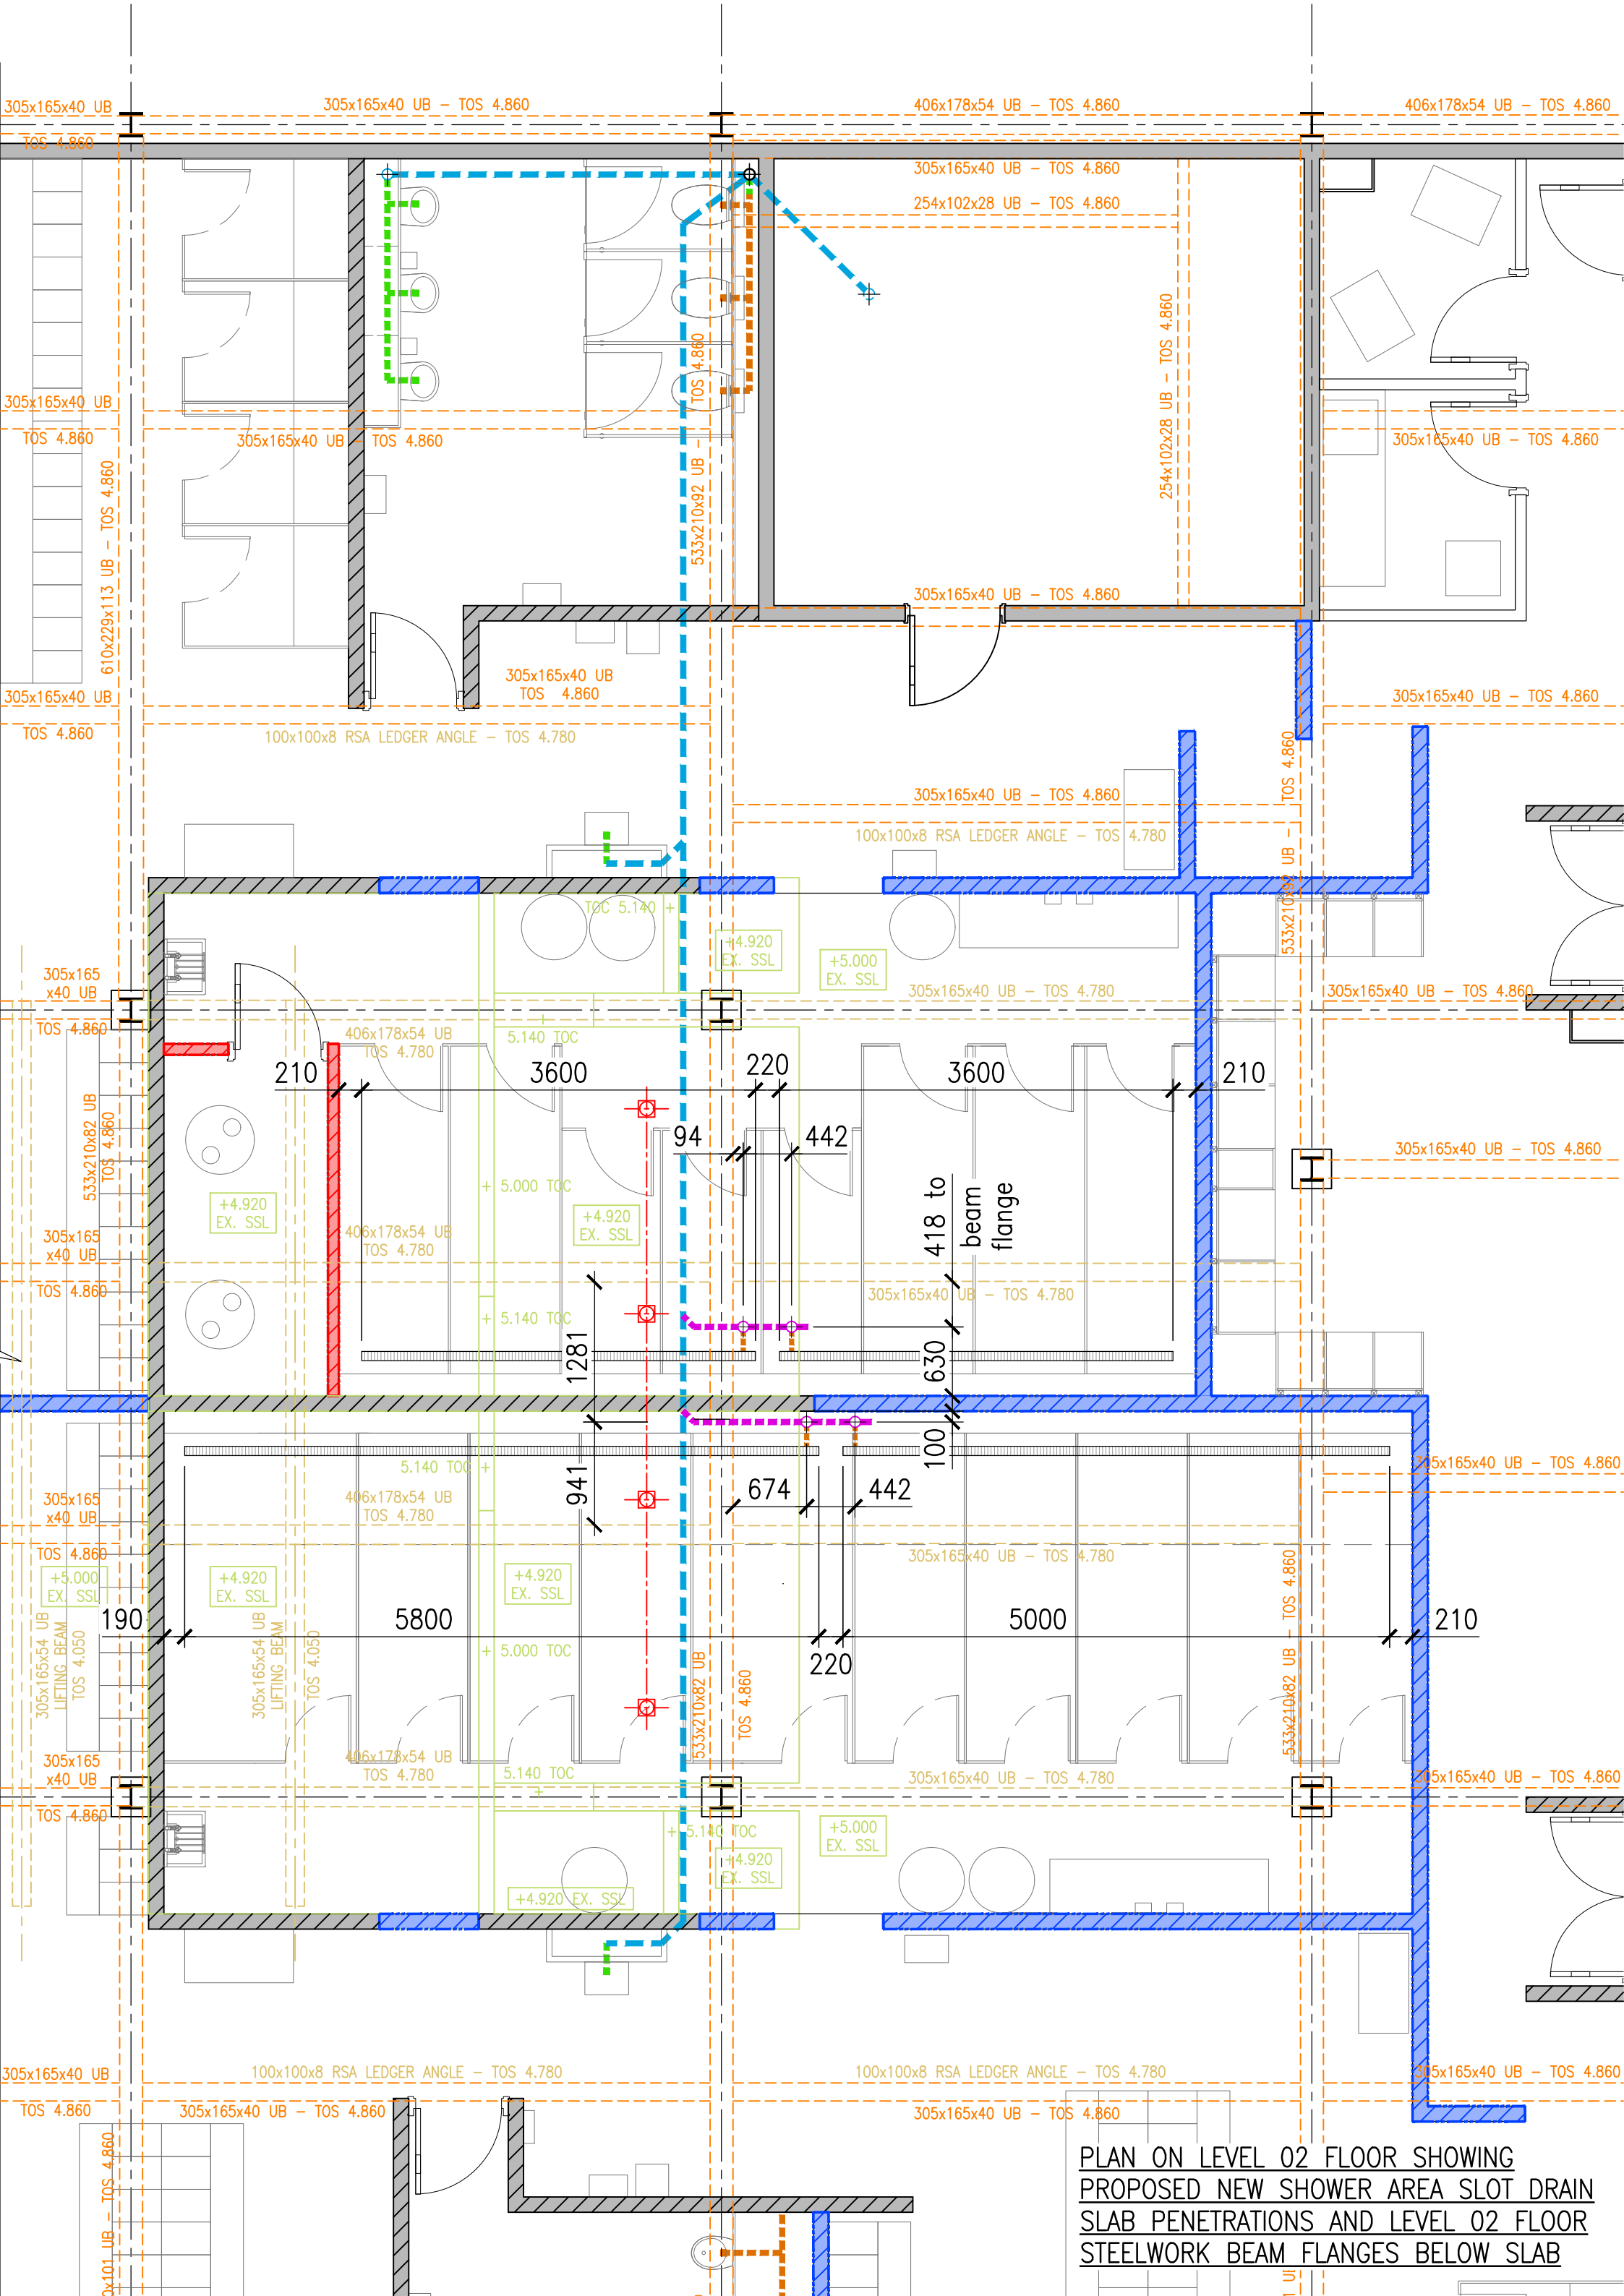 305x165x40 UB
TOS 4.860
305x165x40 UB - TOS 4.860
406x178x54 UB - TOS 4.860
406x178x54 UB - TOS 4.860
305x165x40 UB - TOS 4.860
254x102x28 UB - TOS 4.860
254x102x28 UB - TOS 4.860
533x210x92 UB - TOS 4.860
305x165x40 UB
TOS 4.860
305x165x40 UB - TOS 4.860
305x165x40 UB - TOS 4.860
610x229x113 UB - TOS 4.860
305x165x40 UB - TOS 4.860
305x165x40 UB
TOS 4.860
305x165x40 UB
TOS 4.860
305x165x40 UB - TOS 4.860
100x100x8 RSA LEDGER ANGLE - TOS 4.780
305x165x40 UB - TOS 4.860
100x100x8 RSA LEDGER ANGLE - TOS 4.780
533x210x82 UB - TOS 4.860
TOC 5.140 +
+4.920
EX. SSL
+5.000
EX. SSL
305x165
x40 UB
TOS 4.860
305x165x40 UB - TOS 4.780
305x165x40 UB - TOS 4.860
406x178x54 UB
TOS 4.780
5.140 TOC
210
3600
220
3600
210
94
442
533x210x82 UB
TOS 4.860
305x165x40 UB - TOS 4.860
+ 5.000 TOC
+4.920
EX. SSL
+4.920
EX. SSL
418 to
beam
flange
305x165
x40 UB
TOS 4.860
406x178x54 UB
TOS 4.780
305x165x40 UB - TOS 4.780
+ 5.140 TOC
1281
630
100
941
5.140 TOC +
406x178x54 UB
TOS 4.780
674
442
305x165x40 UB - TOS 4.860
305x165
x40 UB
TOS 4.860
305x165x40 UB - TOS 4.780
+5.000
EX. SSL
+4.920
EX. SSL
+4.920
EX. SSL
190
5800
220
5000
210
305x165x54 UB
LIFTING BEAM
TOS 4.050
305x165x54 UB
LIFTING BEAM
TOS 4.050
+ 5.000 TOC
533x210x82 UB
TOS 4.860
533x210x82 UB - TOS 4.860
305x165
x40 UB
TOS 4.860
406x178x54 UB
TOS 4.780
5.140 TOC
+
305x165x40 UB - TOS 4.780
305x165x40 UB - TOS 4.860
+ 5.140 TOC
+5.000
EX. SSL
+4.920
EX. SSL
+4.920 EX. SSL
305x165x40 UB
TOS 4.860
100x100x8 RSA LEDGER ANGLE - TOS 4.780
305x165x40 UB - TOS 4.860
100x100x8 RSA LEDGER ANGLE - TOS 4.780
305x165x40 UB - TOS 4.860
305x165x40 UB - TOS 4.860
0x101 UB - TOS 4.860
PLAN ON LEVEL 02 FLOOR SHOWING
PROPOSED NEW SHOWER AREA SLOT DRAIN
SLAB PENETRATIONS AND LEVEL 02 FLOOR
STEELWORK BEAM FLANGES BELOW SLAB